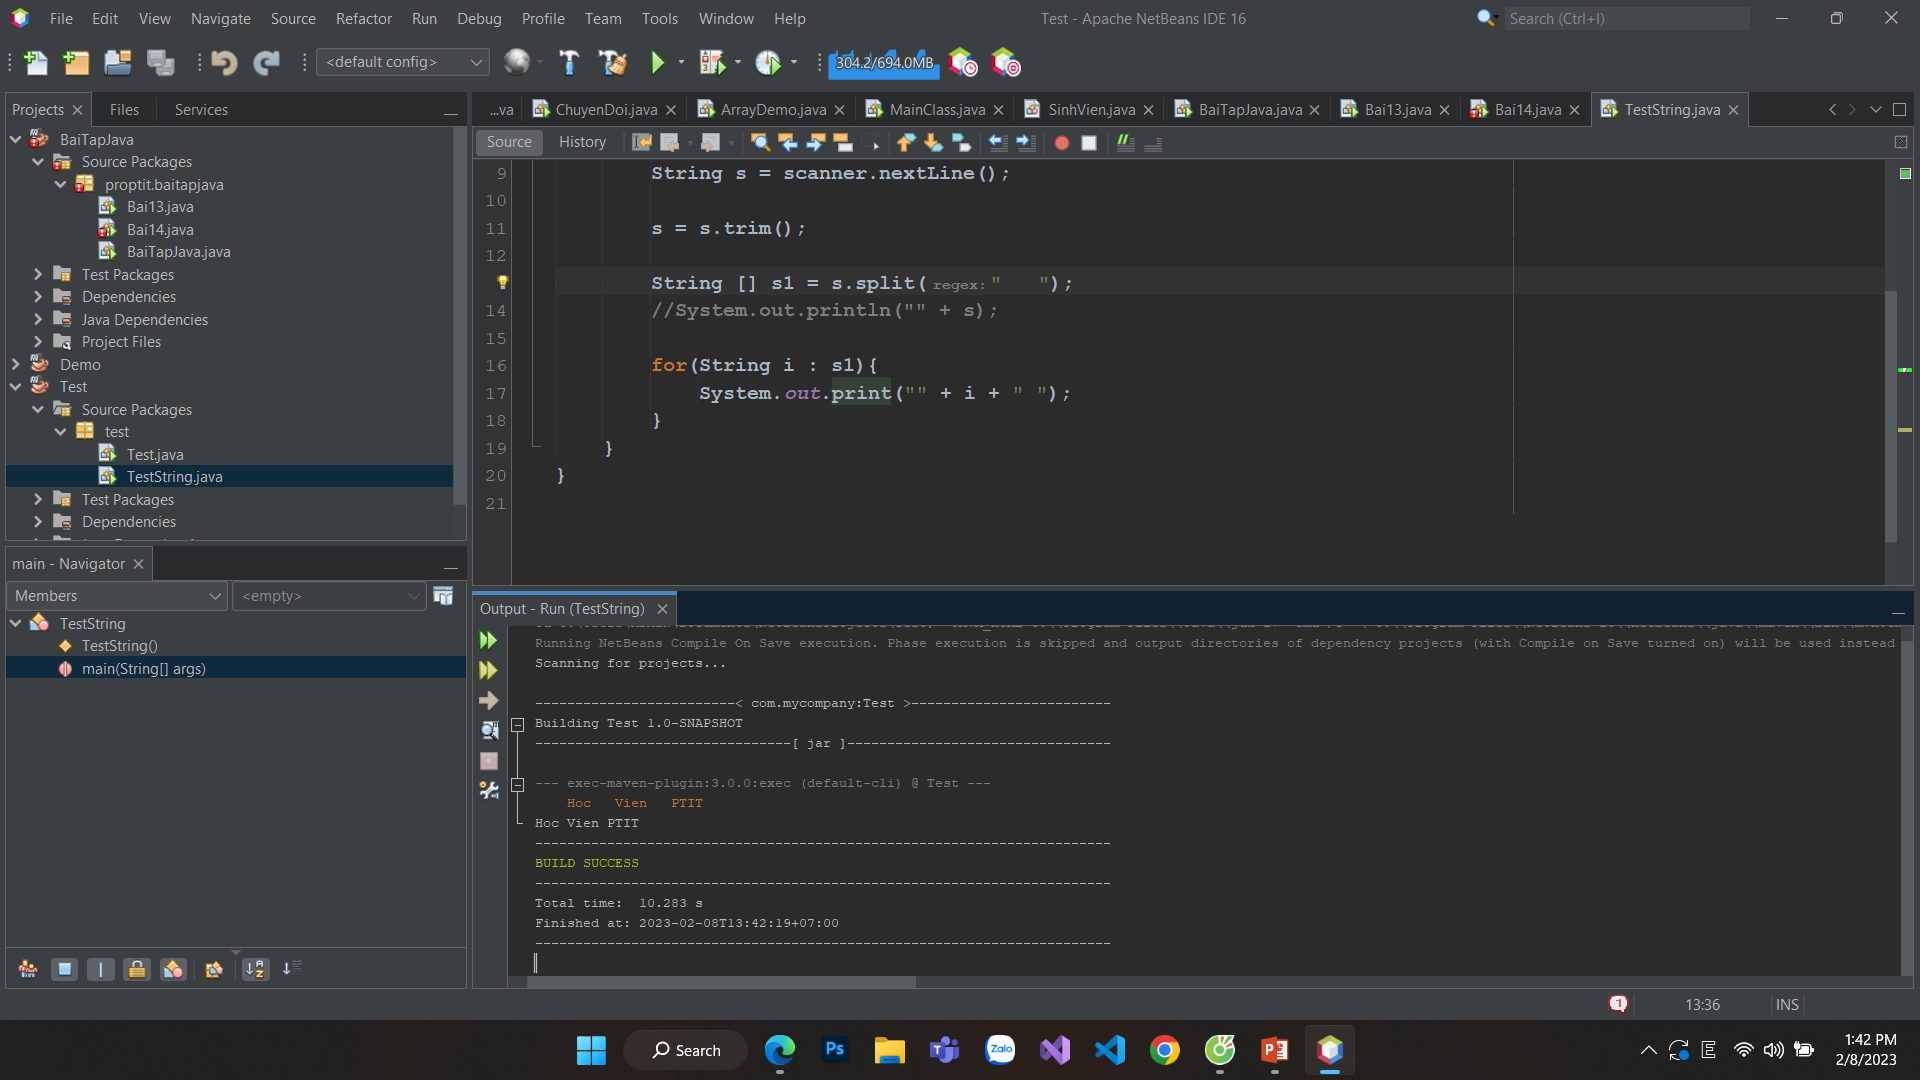 File Edit View Navigate Source Refactor Run Debug Profile Team Tools Window Help
Test - Apache NetBeans IDE 16
Search (Ctrl+I)
<default config>
304.2/694.0MB
Projects Files Services
BaiTapJava
Source Packages
proptit.baitapjava
Bai13.java
Bai14.java
BaiTapJava.java
Test Packages
Dependencies
Java Dependencies
Project Files
Demo
Test
Source Packages
test
Test.java
TestString.java
Test Packages
Dependencies
main - Navigator
Members <empty>
TestString
TestString()
main(String[] args)
...va ChuyenDoi.java ArrayDemo.java MainClass.java SinhVien.java BaiTapJava.java Bai13.java Bai14.java TestString.java
Source History
9 String s = scanner.nextLine();
10
11 s = s.trim();
12
String [] s1 = s.split( regex: "   ");
14 //System.out.println("" + s);
15
16 for(String i : s1){
17 System.out.print("" + i + " ");
18 }
19 }
20 }
21
Output - Run (TestString)
Running NetBeans Compile On Save execution. Phase execution is skipped and output directories of dependency projects (with Compile on Save turned on) will be used instead
Scanning for projects...
-------------------------< com.mycompany:Test >-------------------------
Building Test 1.0-SNAPSHOT
--------------------------------[ jar ]---------------------------------
--- exec-maven-plugin:3.0.0:exec (default-cli) @ Test ---
    Hoc   Vien   PTIT
Hoc Vien PTIT
------------------------------------------------------------------------
BUILD SUCCESS
------------------------------------------------------------------------
Total time:  10.283 s
Finished at: 2023-02-08T13:42:19+07:00
------------------------------------------------------------------------
1
13:36
INS
Search
Ps
Zalo
E
1:42 PM
2/8/2023